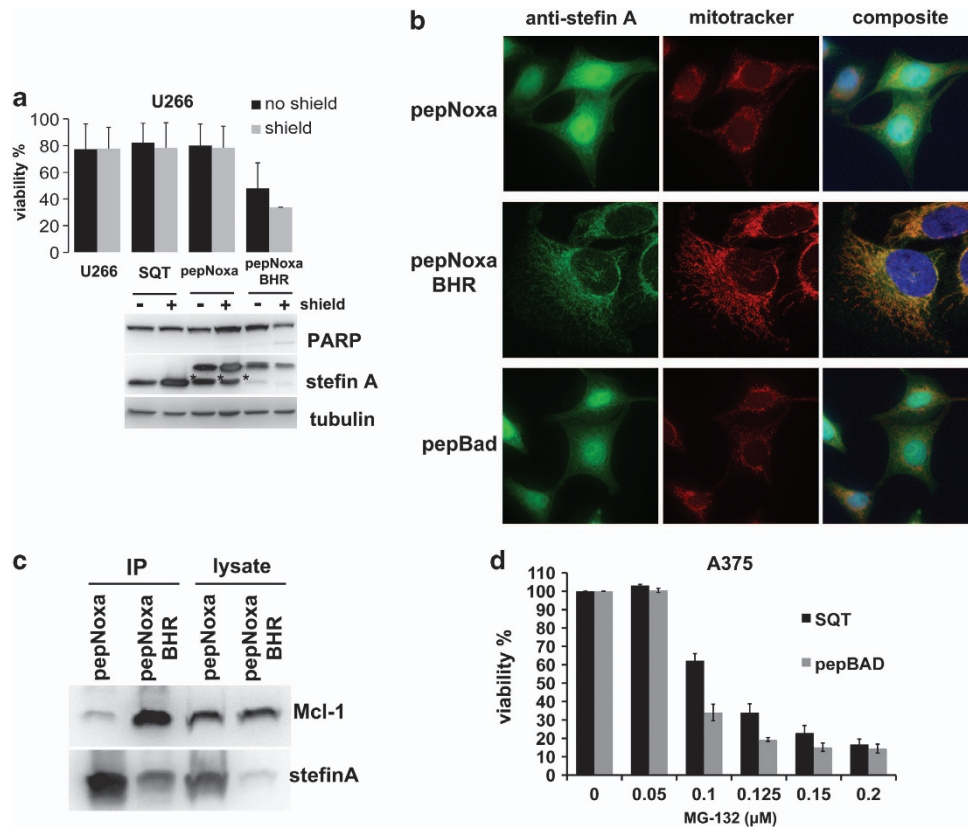 a
U266
no shield
shield
viability %
100
80
60
40
20
0
U266 SQT pepNoxa pepNoxa BHR
- + - + - + shield
PARP
* * *
stefin A
tubulin
b
anti-stefin A mitotracker composite
pepNoxa
pepNoxa
BHR
pepBad
c
IP lysate
pepNoxa
pepNoxa
BHR
pepNoxa
pepNoxa
BHR
Mcl-1
stefinA
d
A375
SQT
pepBAD
viability %
110
100
90
80
70
60
50
40
30
20
10
0
0 0.05 0.1 0.125 0.15 0.2
MG-132 (µM)